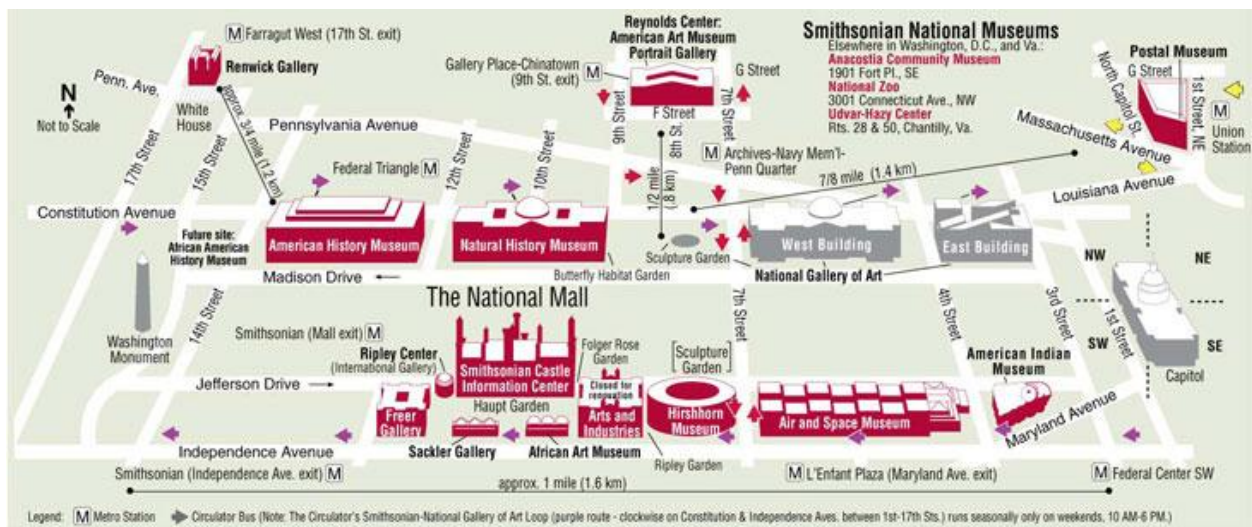 Smithsonian National Museums
Elsewhere in Washington, D.C., and Va.:
Anacostia Community Museum
1901 Fort Pl., SE
National Zoo
3001 Connecticut Ave., NW
Udvar-Hazy Center
Rts. 28 & 50, Chantilly, Va.
M Farragut West (17th St. exit)
Renwick Gallery
Penn. Ave.
N
Not to Scale
White
House
approx. 3/4 mile (1.2 km)
17th Street
15th Street
Pennsylvania Avenue
Reynolds Center:
American Art Museum
Portrait Gallery
Gallery Place-Chinatown M
(9th St. exit)
G Street
F Street
9th Street
8th St.
7th Street
1/2 mile
(.8 km)
M Archives-Navy Mem'l-
Penn Quarter
7/8 mile (1.4 km)
Postal Museum
G Street
North Capitol St.
1st Street, NE
M
Union
Station
Massachusetts Avenue
Louisiana Avenue
Federal Triangle M
12th Street
10th Street
Constitution Avenue
Future site:
African American
History Museum
American History Museum
Natural History Museum
Butterfly Habitat Garden
Sculpture Garden
West Building
East Building
National Gallery of Art
Madison Drive
NW
NE
SW
SE
The National Mall
Washington
Monument
14th Street
7th Street
4th Street
3rd Street
1st Street
Capitol
Smithsonian (Mall exit) M
Ripley Center
(International Gallery)
Smithsonian Castle
Information Center
Folger Rose
Garden
Closed for
renovation
[Sculpture
Garden]
American Indian
Museum
Jefferson Drive
Haupt Garden
Freer
Gallery
Arts and
Industries
Hirshhorn
Museum
Air and Space Museum
Maryland Avenue
Independence Avenue
Sackler Gallery
African Art Museum
Ripley Garden
Smithsonian (Independence Ave. exit) M
M L'Enfant Plaza (Maryland Ave. exit)
M Federal Center SW
approx. 1 mile (1.6 km)
Legend: M Metro Station Circulator Bus (Note: The Circulator's Smithsonian-National Gallery of Art Loop (purple route - clockwise on Constitution & Independence Aves. between 1st-17th Sts.) runs seasonally only on weekends, 10 AM-6 PM.)